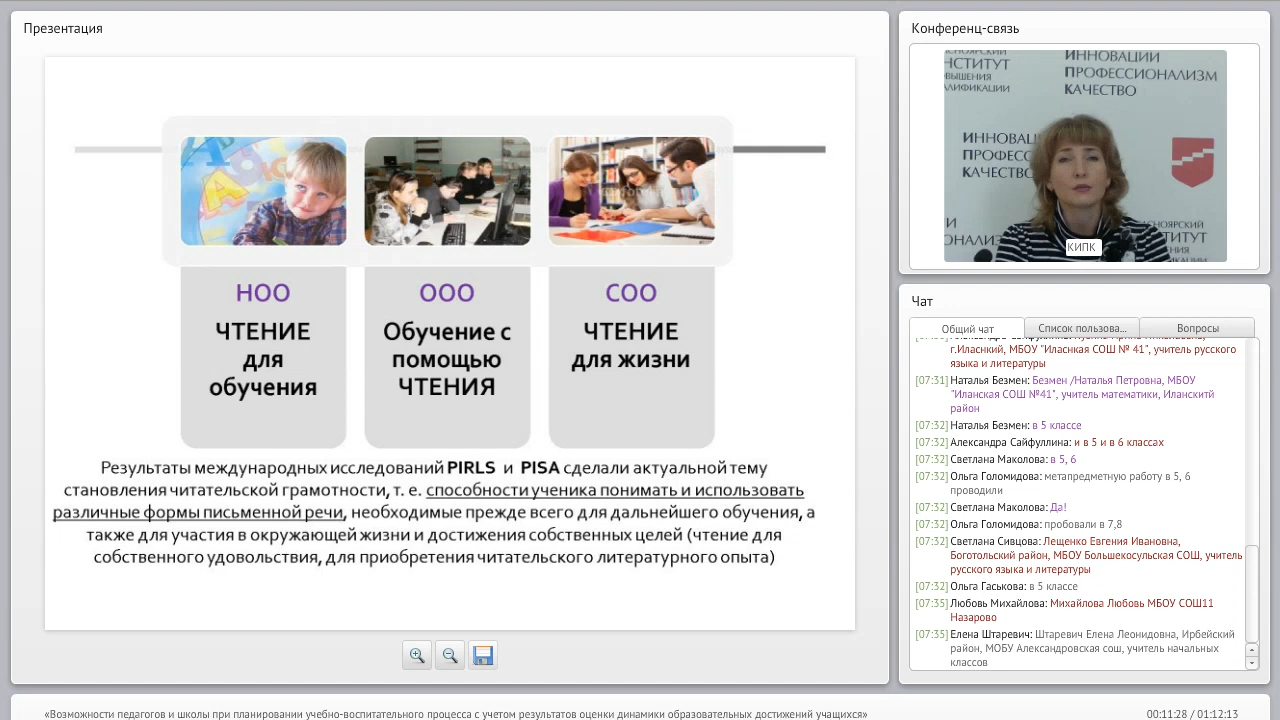 Презентация
НОО
ЧТЕНИЕ
для
обучения
ООО
Обучение с
помощью
ЧТЕНИЯ
СОО
ЧТЕНИЕ
для жизни
Результаты международных исследований PIRLS и PISA сделали актуальной тему
становления читательской грамотности, т. е. способности ученика понимать и использовать
различные формы письменной речи, необходимые прежде всего для дальнейшего обучения, а
также для участия в окружающей жизни и достижения собственных целей (чтение для
собственного удовольствия, для приобретения читательского литературного опыта)
Конференц-связь
ИННОВАЦИИ
ПРОФЕССИОНАЛИЗМ
КАЧЕСТВО
КИПК
Чат
Общий чат
Список пользова...
Вопросы
г.Иласнкий, МБОУ "Иласнкая СОШ № 41", учитель русского
языка и литературы
[07:31] Наталья Безмен: Безмен /Наталья Петровна, МБОУ
"Иланская СОШ №41", учитель математики, Иланскитй
район
[07:32] Наталья Безмен: в 5 классе
[07:32] Александра Сайфуллина: и в 5 и в 6 классах
[07:32] Светлана Маколова: в 5, 6
[07:32] Ольга Голомидова: метапредметную работу в 5, 6
проводили
[07:32] Светлана Маколова: Да!
[07:32] Ольга Голомидова: пробовали в 7,8
[07:32] Светлана Сивцова: Лещенко Евгения Ивановна,
Боготольский район, МБОУ Большекосульская СОШ, учитель
русского языка и литературы
[07:32] Ольга Гаськова: в 5 классе
[07:35] Любовь Михайлова: Михайлова Любовь МБОУ СОШ11
Назарово
[07:35] Елена Штаревич: Штаревич Елена Леонидовна, Ирбейский
район, МОБУ Александровская сош, учитель начальных
классов
«Возможности педагогов и школы при планировании учебно-воспитательного процесса с учетом результатов оценки динамики образовательных достижений учащихся»
00:11:28 / 01:12:13